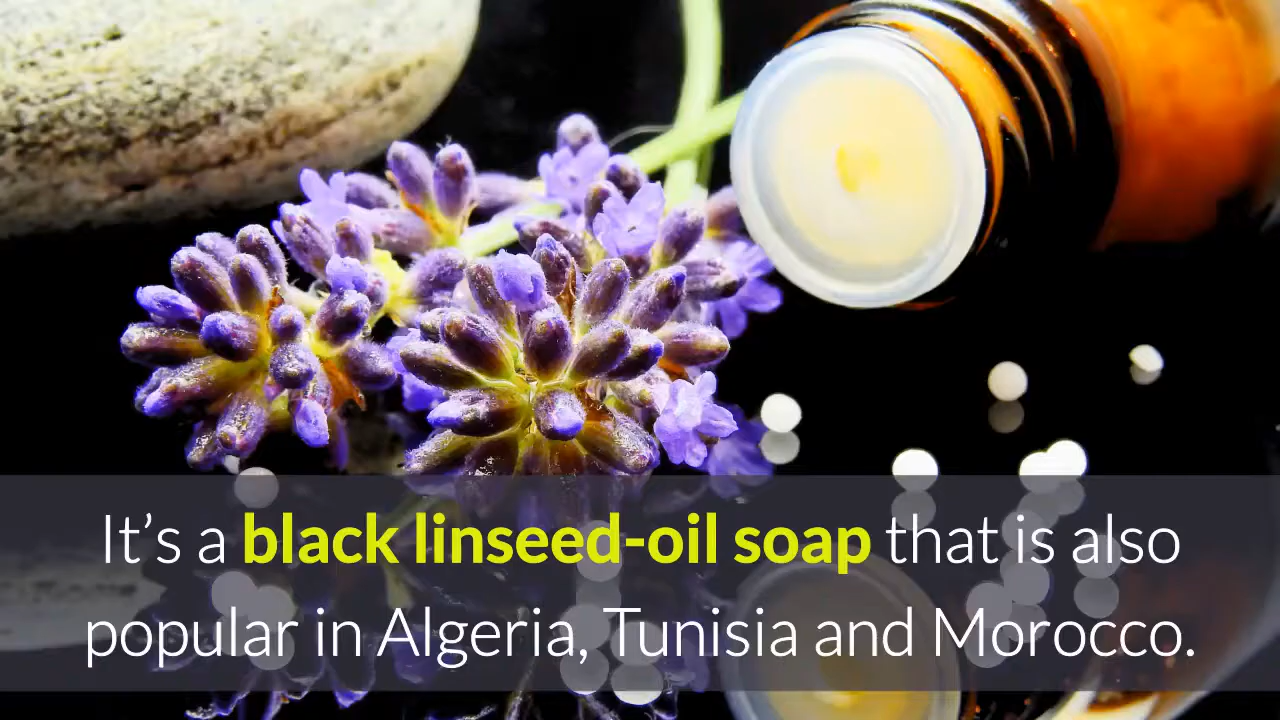 It’s a black linseed-oil soap that is also
popular in Algeria, Tunisia and Morocco.